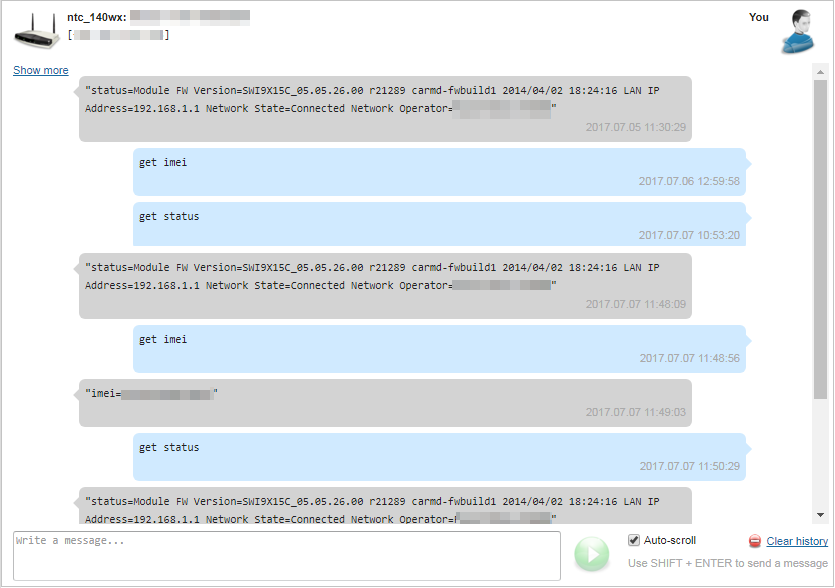 ntc_140wx:
You
[ ]
Show more
"status=Module FW Version=SWI9X15C_05.05.26.00 r21289 carmd-fwbuild1 2014/04/02 18:24:16 LAN IP
Address=192.168.1.1 Network State=Connected Network Operator= "
2017.07.05 11:30:29
get imei
2017.07.06 12:59:58
get status
2017.07.07 10:53:20
"status=Module FW Version=SWI9X15C_05.05.26.00 r21289 carmd-fwbuild1 2014/04/02 18:24:16 LAN IP
Address=192.168.1.1 Network State=Connected Network Operator= "
2017.07.07 11:48:09
get imei
2017.07.07 11:48:56
"imei= "
2017.07.07 11:49:03
get status
2017.07.07 11:50:29
"status=Module FW Version=SWI9X15C_05.05.26.00 r21289 carmd-fwbuild1 2014/04/02 18:24:16 LAN IP
Address=192.168.1.1 Network State=Connected Network Operator= "
Write a message...
Auto-scroll
Clear history
Use SHIFT + ENTER to send a message